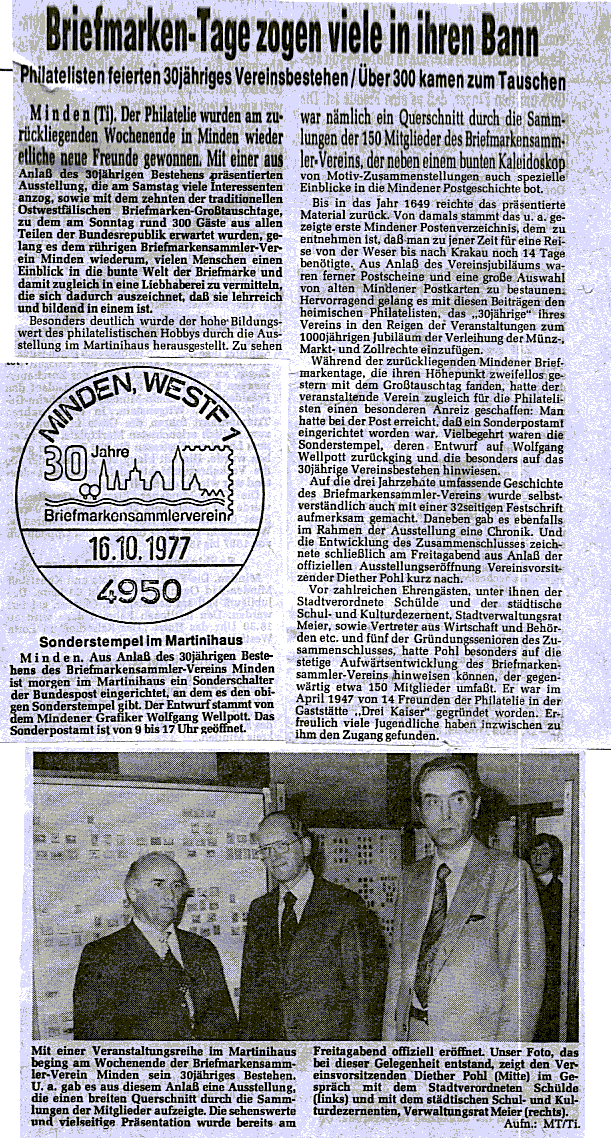 Briefmarken-Tage zogen viele in ihren Bann
Philatelisten feierten 30jähriges Vereinsbestehen / Über 300 kamen zum Tauschen
Minden (Ti). Der Philatelie wurden am zu-
rückliegenden Wochenende in Minden wieder
etliche neue Freunde gewonnen. Mit einer aus
Anlaß des 30jährigen Bestehens präsentierten
Ausstellung, die am Samstag viele Interessenten
anzog, sowie mit dem zehnten der traditionellen
Ostwestfälischen Briefmarken-Großtauschtage,
zu dem am Sonntag rund 300 Gäste aus allen
Teilen der Bundesrepublik erwartet wurden, ge-
lang es dem rührigen Briefmarkensammler-Ver-
ein Minden wiederum, vielen Menschen einen
Einblick in die bunte Welt der Briefmarke und
damit zugleich in eine Liebhaberei zu vermitteln,
die sich dadurch auszeichnet, daß sie lehrreich
und bildend in einem ist.
Besonders deutlich wurde der hohe Bildungs-
wert des philatelistischen Hobbys durch die Aus-
stellung im Martinihaus herausgestellt. Zu sehen
war nämlich ein Querschnitt durch die Samm-
lungen der 150 Mitglieder des Briefmarkensamm-
ler-Vereins, der neben einem bunten Kaleidoskop
von Motiv-Zusammenstellungen auch spezielle
Einblicke in die Mindener Postgeschichte bot.
Bis in das Jahr 1649 reichte das präsentierte
Material zurück. Von damals stammt das u. a. ge-
zeigte erste Mindener Postenverzeichnis, dem zu
entnehmen ist, daß man zu jener Zeit für eine Rei-
se von der Weser bis nach Krakau noch 14 Tage
benötigte. Aus Anlaß des Vereinsjubiläums wa-
ren ferner Postscheine und eine große Auswahl
von alten Mindener Postkarten zu bestaunen.
Hervorragend gelang es mit diesen Beiträgen den
heimischen Philatelisten, das „30jährige" ihres
Vereins in den Reigen der Veranstaltungen zum
1000jährigen Jubiläum der Verleihung der Münz-,
Markt- und Zollrechte einzufügen.
Während der zurückliegenden Mindener Brief-
markentage, die ihren Höhepunkt zweifellos ge-
stern mit dem Großtauschtag fanden, hatte der
veranstaltende Verein zugleich für die Philateli-
sten einen besonderen Anreiz geschaffen: Man
hatte bei der Post erreicht, daß ein Sonderpostamt
eingerichtet worden war. Vielbegehrt waren die
Sonderstempel, deren Entwurf auf Wolfgang
Wellpott zurückging und die besonders auf das
30jährige Vereinsbestehen hinwiesen.
Auf die drei Jahrzehnte umfassende Geschichte
des Briefmarkensammler-Vereins wurde selbst-
verständlich auch mit einer 32seitigen Festschrift
aufmerksam gemacht. Daneben gab es ebenfalls
im Rahmen der Ausstellung eine Chronik. Und
die Entwicklung des Zusammenschlusses zeich-
nete schließlich am Freitagabend aus Anlaß der
offiziellen Ausstellungseröffnung Vereinsvorsit-
zender Diether Pohl kurz nach.
Vor zahlreichen Ehrengästen, unter ihnen der
Stadtverordnete Schülde und der städtische
Schul- und Kulturdezernent, Stadtverwaltungsrat
Meier, sowie Vertreter aus Wirtschaft und Behör-
den etc. und fünf der Gründungssenioren des Zu-
sammenschlusses, hatte Pohl besonders auf die
stetige Aufwärtsentwicklung des Briefmarken-
sammler-Vereins hinweisen können, der gegen-
wärtig etwa 150 Mitglieder umfaßt. Er war im
April 1947 von 14 Freunden der Philatelie in der
Gaststätte „Drei Kaiser" gegründet worden. Er-
freulich viele Jugendliche haben inzwischen zu
ihm den Zugang gefunden.
MINDEN, WESTF 1
30 Jahre
Briefmarkensammlerverein
16.10.1977
4950
Sonderstempel im Martinihaus
Minden. Aus Anlaß des 30jährigen Beste-
hens des Briefmarkensammler-Vereins Minden
ist morgen im Martinihaus ein Sonderschalter
der Bundespost eingerichtet, an dem es den obi-
gen Sonderstempel gibt. Der Entwurf stammt von
dem Mindener Grafiker Wolfgang Wellpott. Das
Sonderpostamt ist von 9 bis 17 Uhr geöffnet.
Mit einer Veranstaltungsreihe im Martinihaus
beging am Wochenende der Briefmarkensamm-
ler-Verein Minden sein 30jähriges Bestehen.
U. a. gab es aus diesem Anlaß eine Ausstellung,
die einen breiten Querschnitt durch die Samm-
lungen der Mitglieder aufzeigte. Die sehenswerte
und vielseitige Präsentation wurde bereits am
Freitagabend offiziell eröffnet. Unser Foto, das
bei dieser Gelegenheit entstand, zeigt den Ver-
einsvorsitzenden Diether Pohl (Mitte) im Ge-
spräch mit dem Stadtverordneten Schülde
(links) und mit dem städtischen Schul- und Kul-
turdezernenten, Verwaltungsrat Meier (rechts).
Aufn.: MT/Ti.